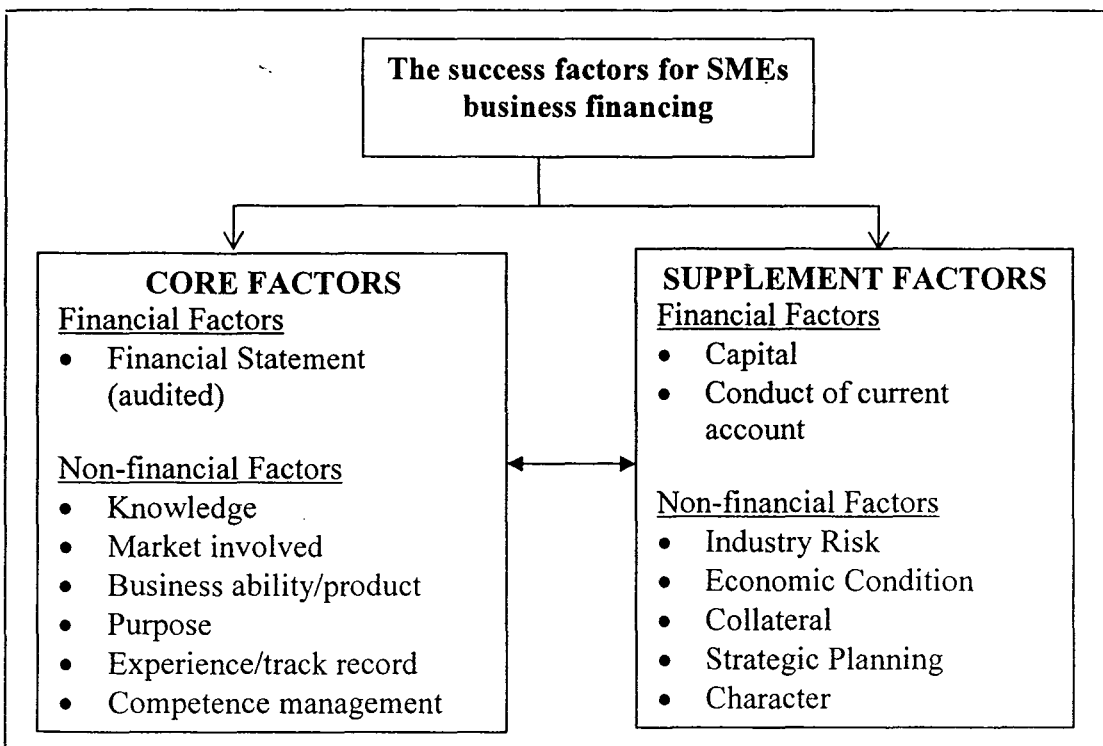 The success factors for SMEs
business financing
CORE FACTORS
Financial Factors
• Financial Statement
(audited)
Non-financial Factors
• Knowledge
• Market involved
• Business ability/product
• Purpose
• Experience/track record
• Competence management
SUPPLEMENT FACTORS
Financial Factors
• Capital
• Conduct of current
account
Non-financial Factors
• Industry Risk
• Economic Condition
• Collateral
• Strategic Planning
• Character